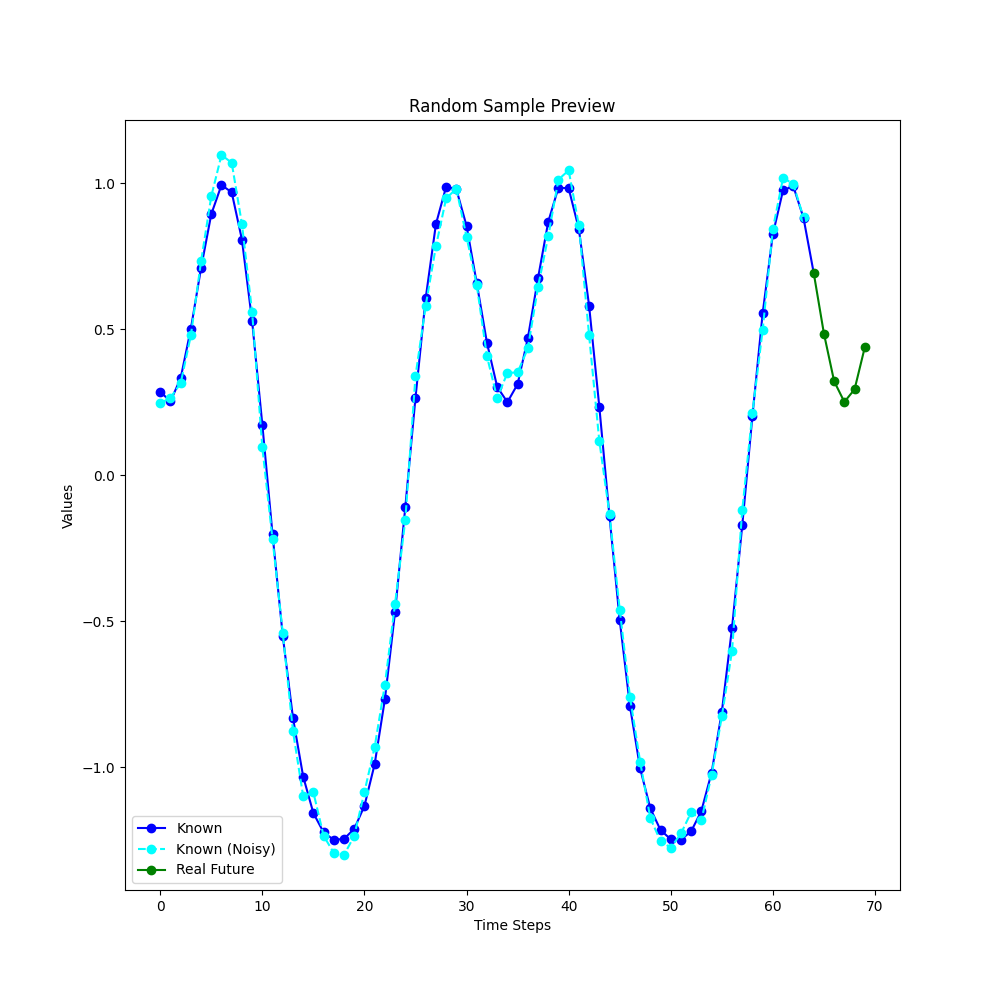 Random Sample Preview
1.0
0.5
0.0
−0.5
−1.0
Values
Known
Known (Noisy)
Real Future
0 10 20 30 40 50 60 70
Time Steps